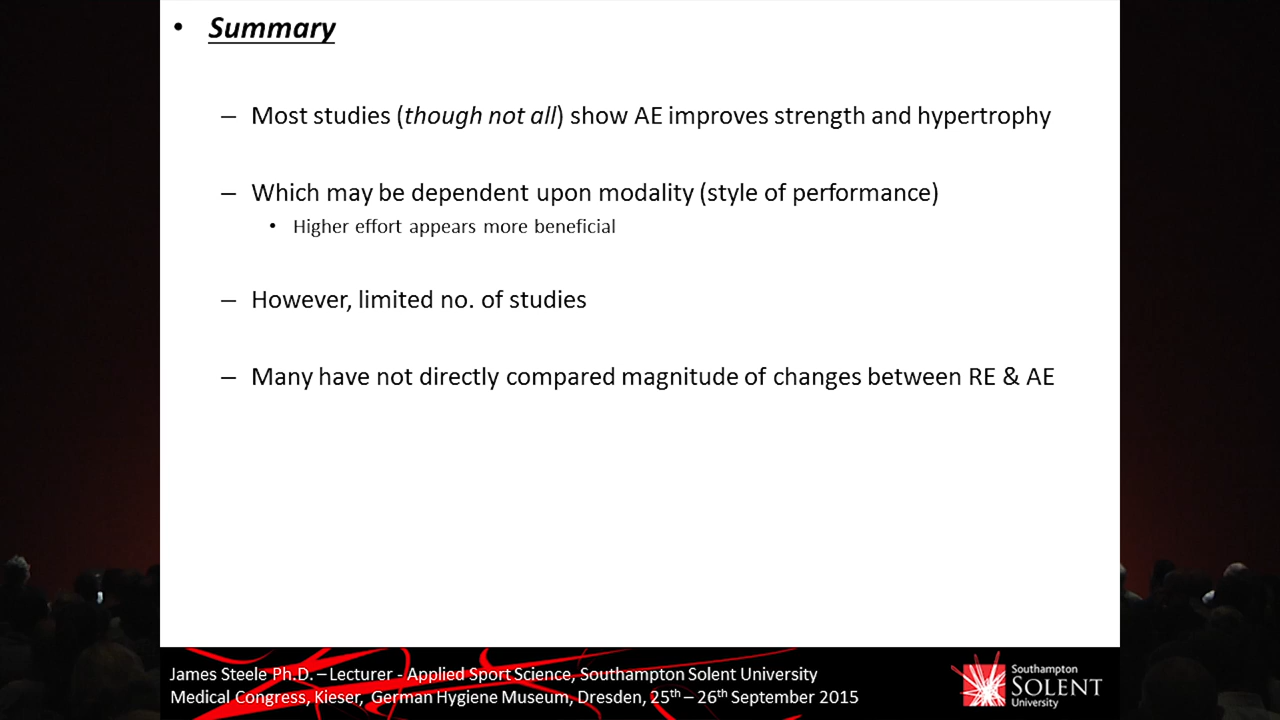 • Summary
– Most studies (though not all) show AE improves strength and hypertrophy
– Which may be dependent upon modality (style of performance)
• Higher effort appears more beneficial
– However, limited no. of studies
– Many have not directly compared magnitude of changes between RE & AE
James Steele Ph.D. – Lecturer - Applied Sport Science, Southampton Solent University
Medical Congress, Kieser, German Hygiene Museum, Dresden, 25th – 26th September 2015
Southampton
SOLENT
University